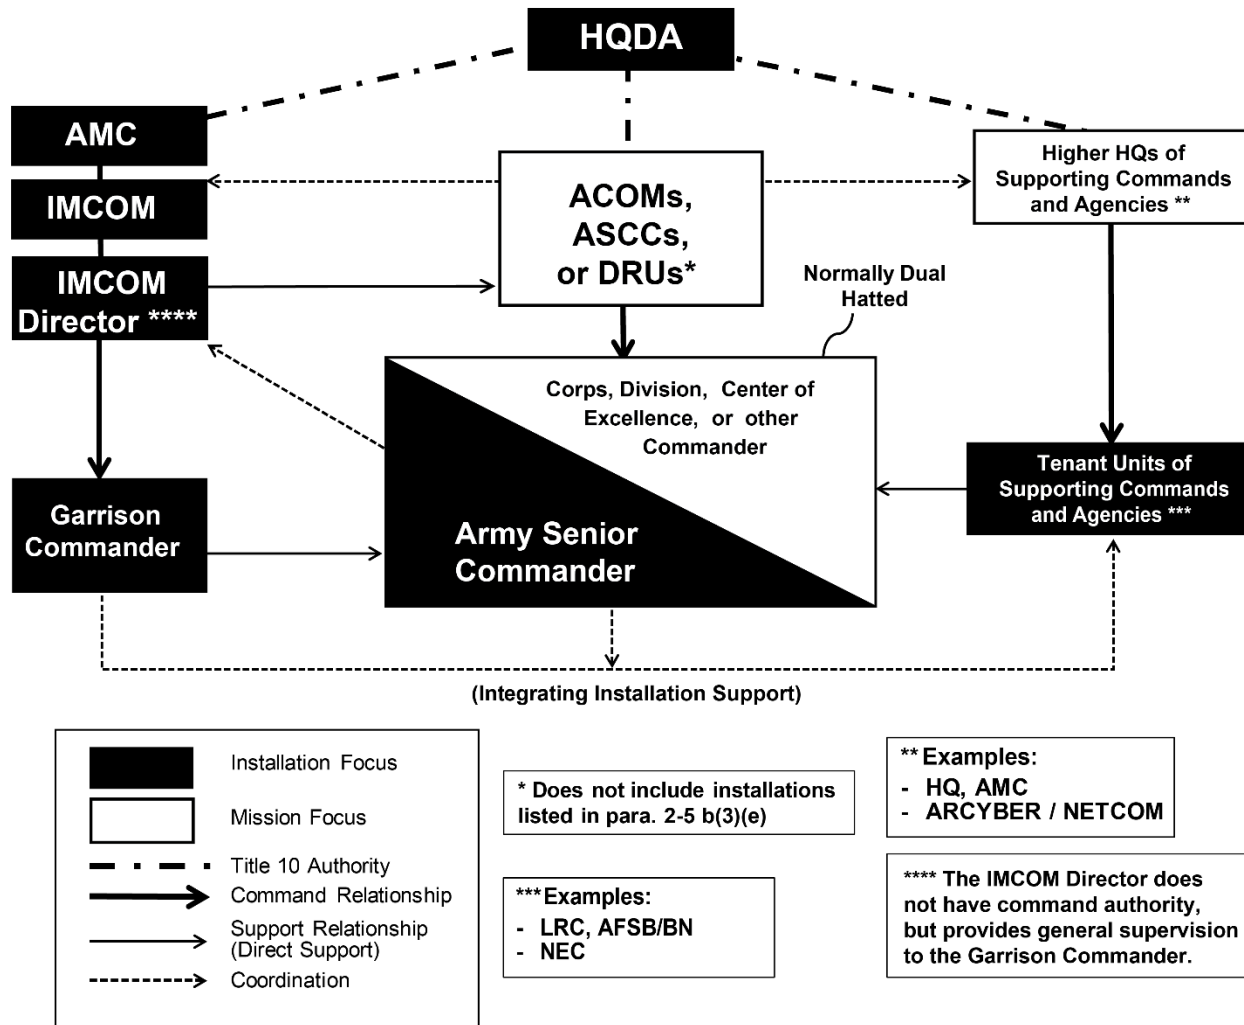 HQDA
AMC
IMCOM
IMCOM
Director ****
Garrison
Commander
ACOMs,
ASCCs,
or DRUs*
Higher HQs of
Supporting Commands
and Agencies **
Normally Dual
Hatted
Corps, Division, Center of
Excellence, or other
Commander
Army Senior
Commander
Tenant Units of
Supporting Commands
and Agencies ***
(Integrating Installation Support)
Installation Focus
Mission Focus
Title 10 Authority
Command Relationship
Support Relationship
(Direct Support)
Coordination
* Does not include installations
listed in para. 2-5 b(3)(e)
***Examples:
- LRC, AFSB/BN
- NEC
** Examples:
- HQ, AMC
- ARCYBER / NETCOM
**** The IMCOM Director does
not have command authority,
but provides general supervision
to the Garrison Commander.